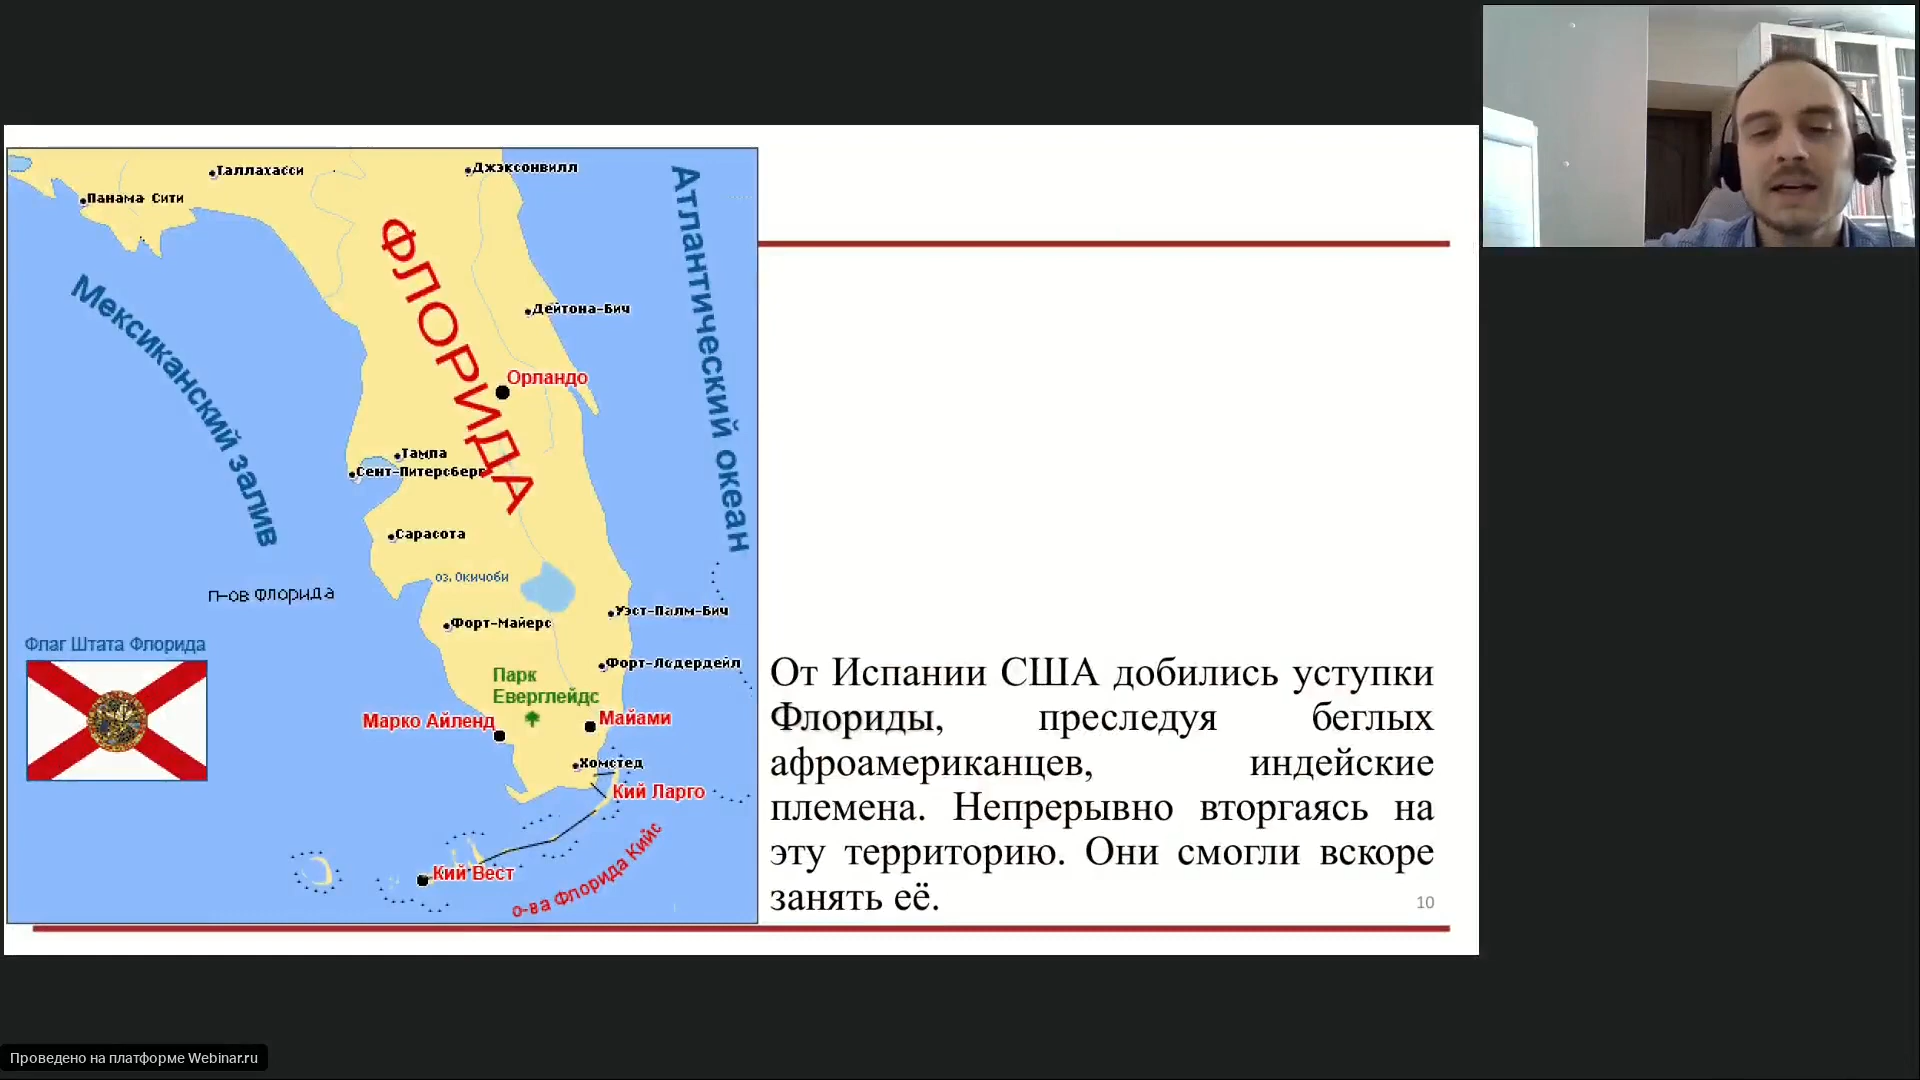 Таллахасси
Джэксонвилл
Панама Сити
Атлантический океан
ФЛОРИДА
Мексиканский залив
Дейтона-Бич
Орландо
Тампа
Сент-Питерсберг
Сарасота
оз. Окичоби
п-ов Флорида
Уэст-Палм-Бич
Форт-Майерс
Флаг Штата Флорида
Форт-Лодердейл
Парк
Еверглейдс
Марко Айленд
Майами
Хомстед
Кий Ларго
Кий Вест
о-ва Флорида Кийс
От Испании США добились уступки
Флориды, преследуя беглых
афроамериканцев, индейские
племена. Непрерывно вторгаясь на
эту территорию. Они смогли вскоре
занять её.
10
Проведено на платформе Webinar.ru